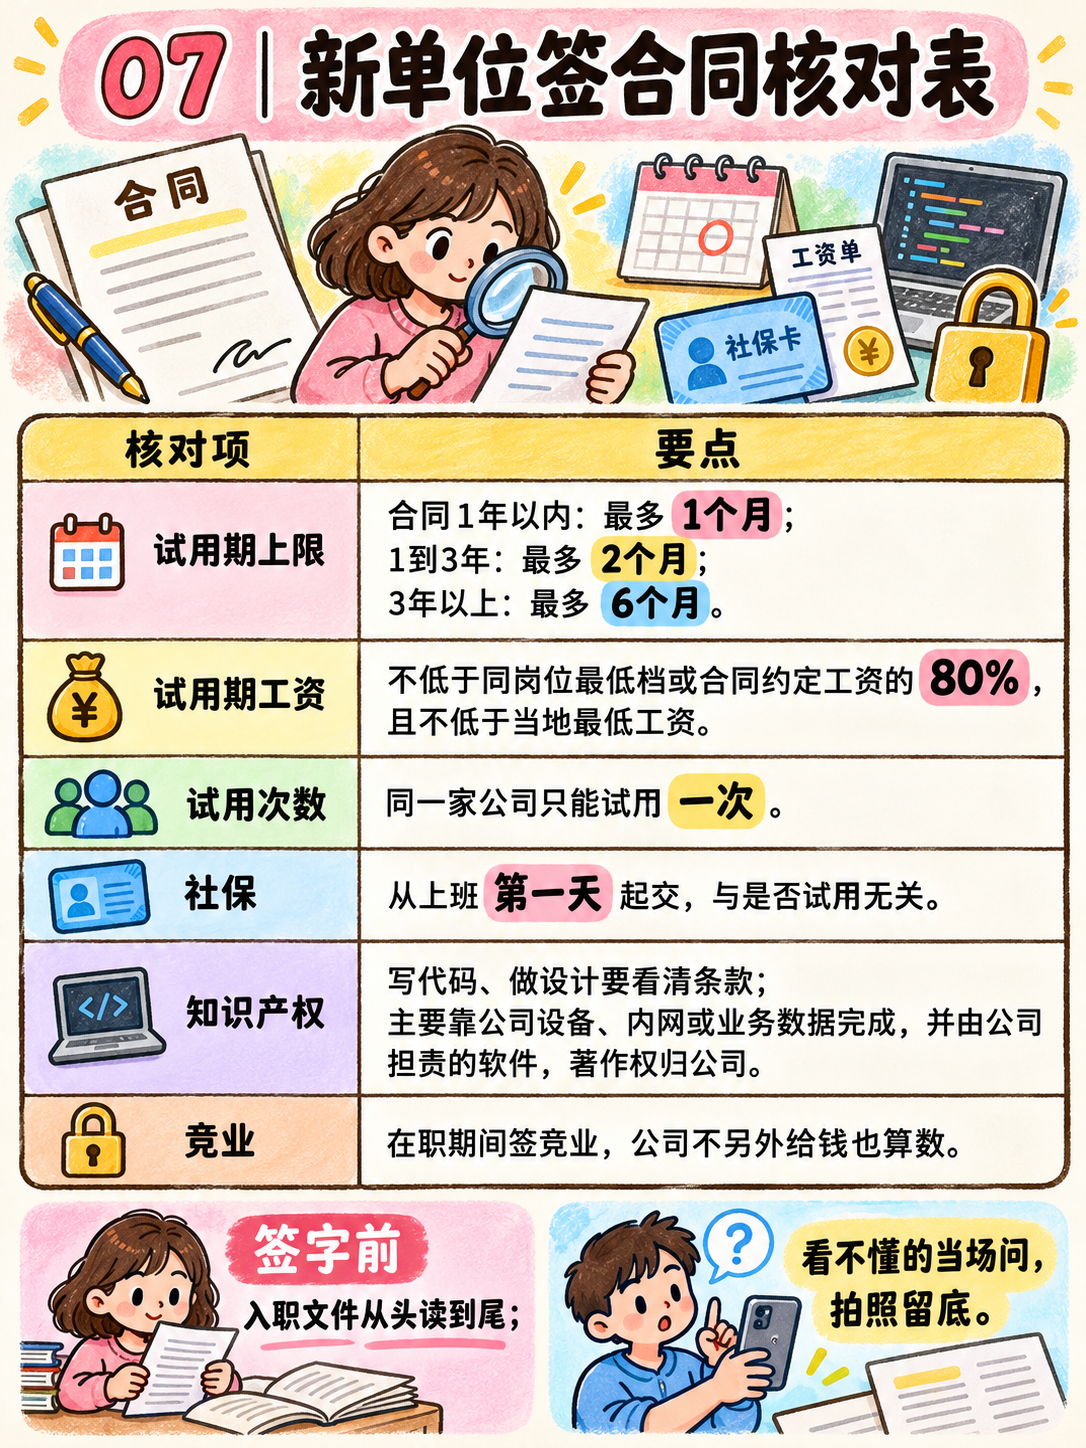 07 | 新单位签合同核对表
合同
工资单
¥
社保卡
核对项
要点
试用期上限
合同1年以内：最多 1个月；
1到3年：最多 2个月；
3年以上：最多 6个月。
¥
试用期工资
不低于同岗位最低档或合同约定工资的 80%，
且不低于当地最低工资。
试用次数
同一家公司只能试用 一次 。
社保
从上班 第一天 起交，与是否试用无关。
</>
知识产权
写代码、做设计要看清条款；
主要靠公司设备、内网或业务数据完成，并由公司
担责的软件，著作权归公司。
竞业
在职期间签竞业，公司不另外给钱也算数。
签字前
入职文件从头读到尾；
?
看不懂的当场问，
拍照留底。